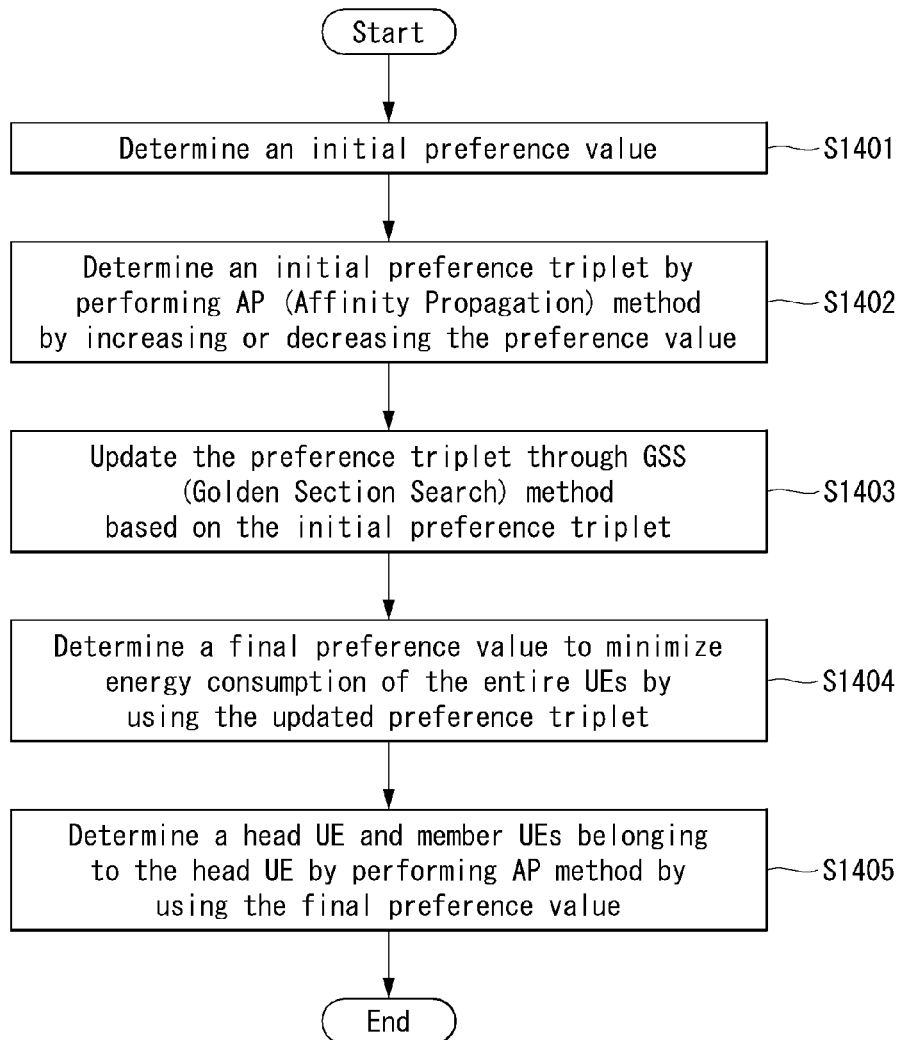 Start
Determine an initial preference value
S1401
Determine an initial preference triplet by
performing AP (Affinity Propagation) method
by increasing or decreasing the preference value
S1402
Update the preference triplet through GSS
(Golden Section Search) method
based on the initial preference triplet
S1403
Determine a final preference value to minimize
energy consumption of the entire UEs by
using the updated preference triplet
S1404
Determine a head UE and member UEs belonging
to the head UE by performing AP method by
using the final preference value
S1405
End